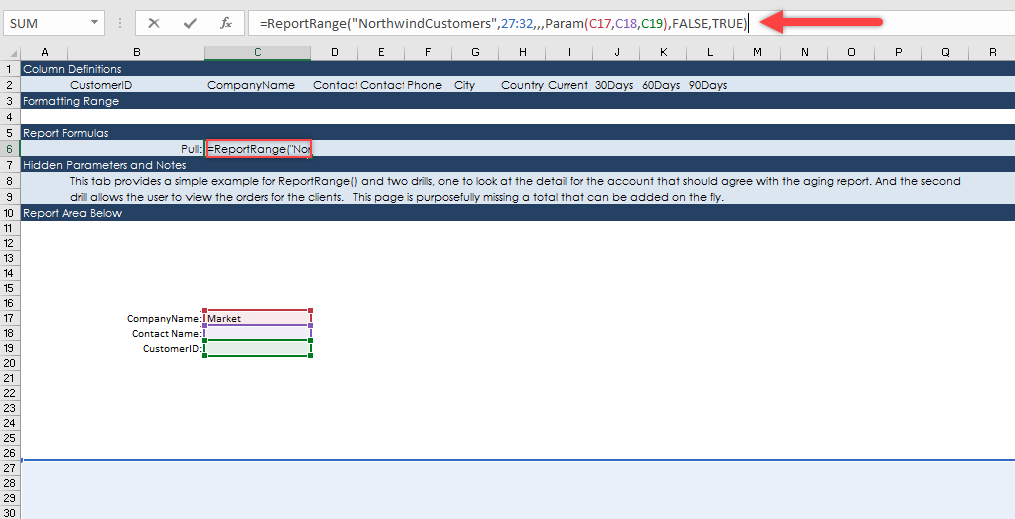 SUM fx =ReportRange("NorthwindCustomers",27:32,,,Param(C17,C18,C19),FALSE,TRUE)
A B C D E F G H I J K L M N O P Q R
1 Column Definitions
2 CustomerID CompanyName Contact Contact Phone City Country Current 30Days 60Days 90Days
3 Formatting Range
4
5 Report Formulas
6 Pull: =ReportRange("Nor
7 Hidden Parameters and Notes
8 This tab provides a simple example for ReportRange() and two drills, one to look at the detail for the account that should agree with the aging report. And the second
9 drill allows the user to view the orders for the clients. This page is purposefully missing a total that can be added on the fly.
10 Report Area Below
11
12
13
14
15
16
17 CompanyName: Market
18 Contact Name:
19 CustomerID:
20
21
22
23
24
25
26
27
28
29
30